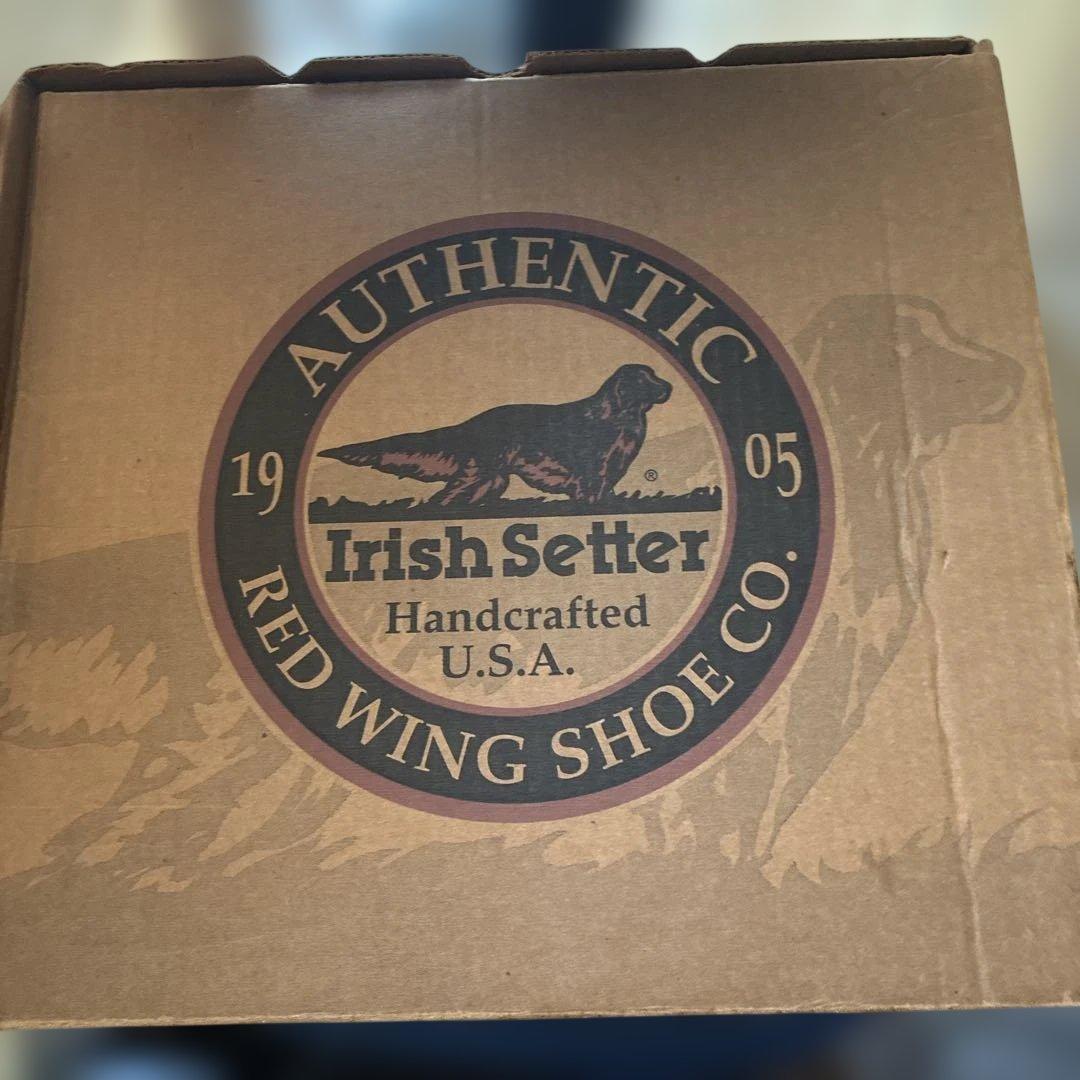 AUTHENTIC
19 05
®
Irish Setter
Handcrafted
U.S.A.
RED WING SHOE CO.